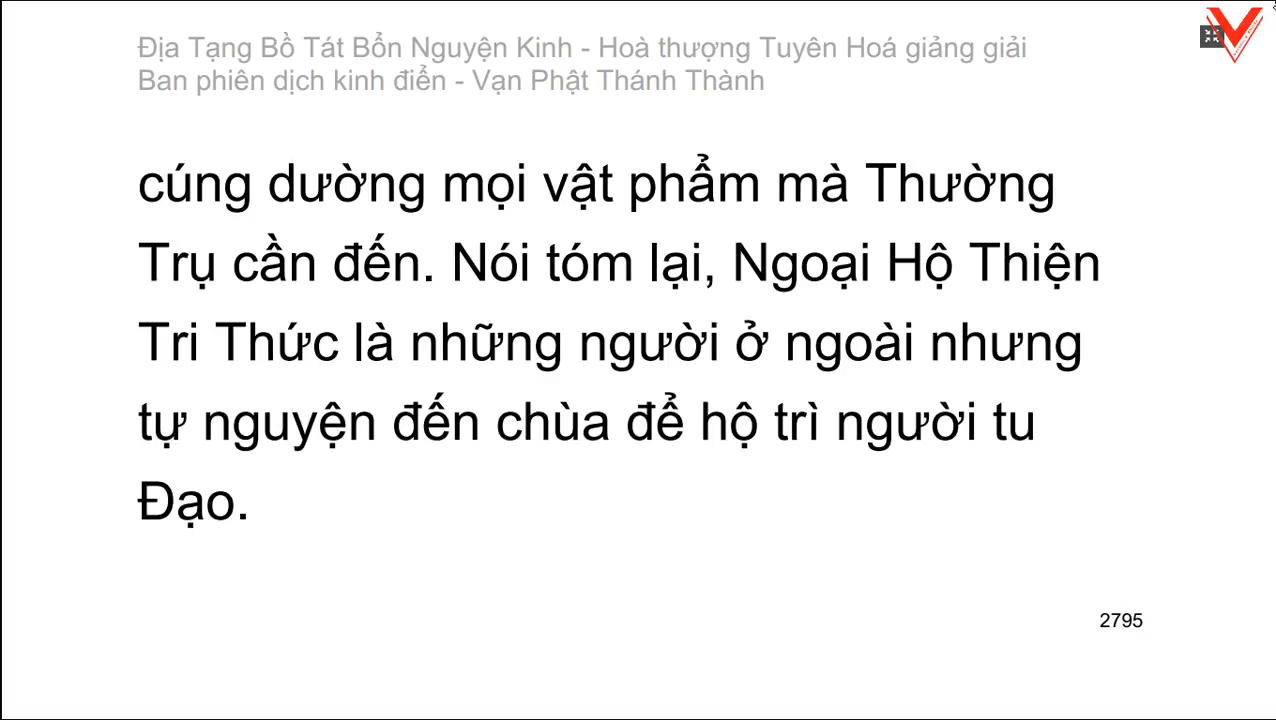 Địa Tạng Bồ Tát Bổn Nguyện Kinh - Hoà thượng Tuyên Hoá giảng giải
Ban phiên dịch kinh điển - Vạn Phật Thánh Thành
cúng dường mọi vật phẩm mà Thường
Trụ cần đến. Nói tóm lại, Ngoại Hộ Thiện
Tri Thức là những người ở ngoài nhưng
tự nguyện đến chùa để hộ trì người tu
Đạo.
2795